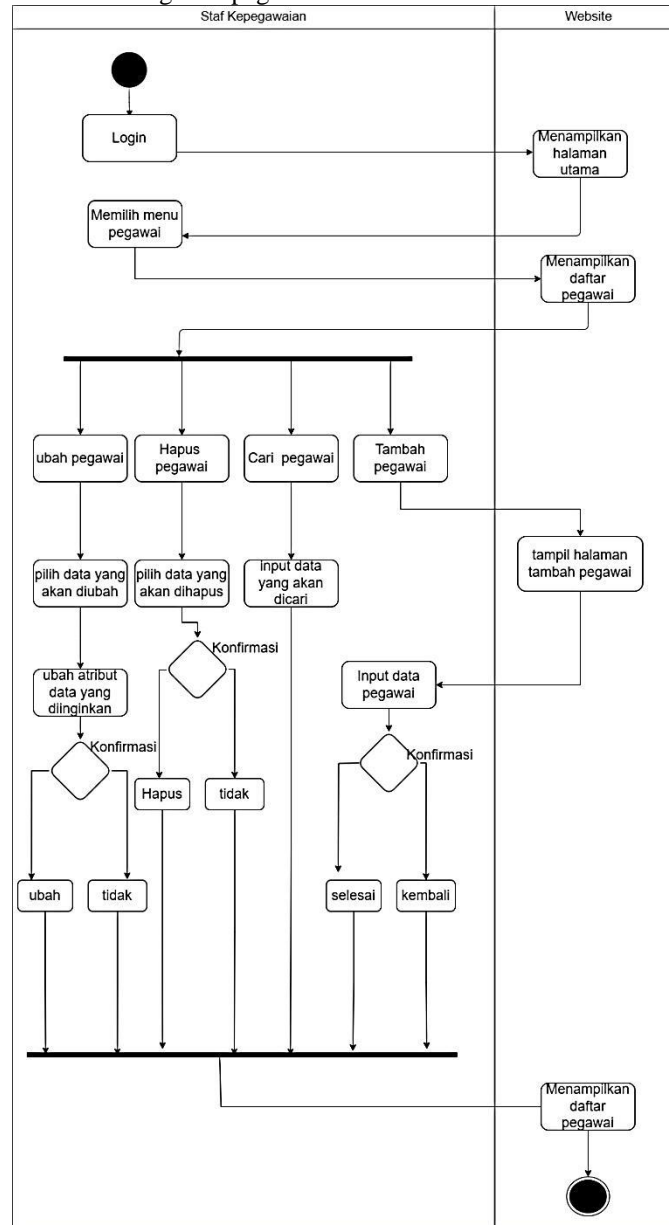 Staf Kepegawaian
Website
Login
Menampilkan
halaman
utama
Memilih menu
pegawai
Menampilkan
daftar
pegawai
ubah pegawai
Hapus
pegawai
Cari pegawai
Tambah
pegawai
tampil halaman
tambah pegawai
pilih data yang
akan diubah
pilih data yang
akan dihapus
input data
yang akan
dicari
Konfirmasi
ubah atribut
data yang
diinginkan
Input data
pegawai
Konfirmasi
Konfirmasi
Hapus
tidak
ubah
tidak
selesai
kembali
Menampilkan
daftar
pegawai